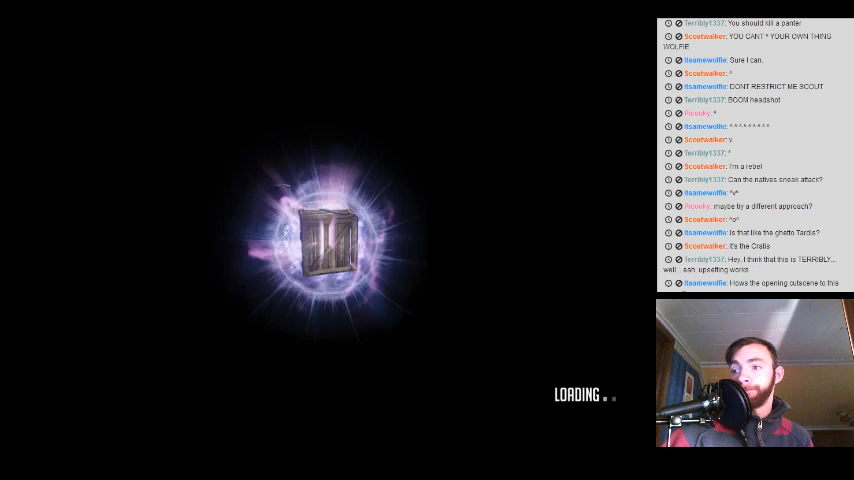 Terribly1337: You should kill a panter
Scoutwalker: YOU CANT ^ YOUR OWN THING
WOLFIE
Itsamewolfie: Sure I can.
Scoutwalker: ^
Itsamewolfie: DONT RESTRICT ME SCOUT
Terribly1337: BOOM headshot
Picooky: ^
Itsamewolfie: ^ ^ ^ ^ ^ ^ ^ ^ ^
Scoutwalker: v
Terribly1337: ^
Scoutwalker: I'm a rebel
Terribly1337: Can the natives sneak attack?
Itsamewolfie: ^v^
Picooky: maybe try a different approach?
Scoutwalker: ^o^
Itsamewolfie: Is that like the ghetto Tardis?
Scoutwalker: It's the Cratis
Terribly1337: Hey, I think that this is TERRIBLY...
well... eah, upsetting works
Itsamewolfie: Hows the opening cutscene to this
LOADING . .